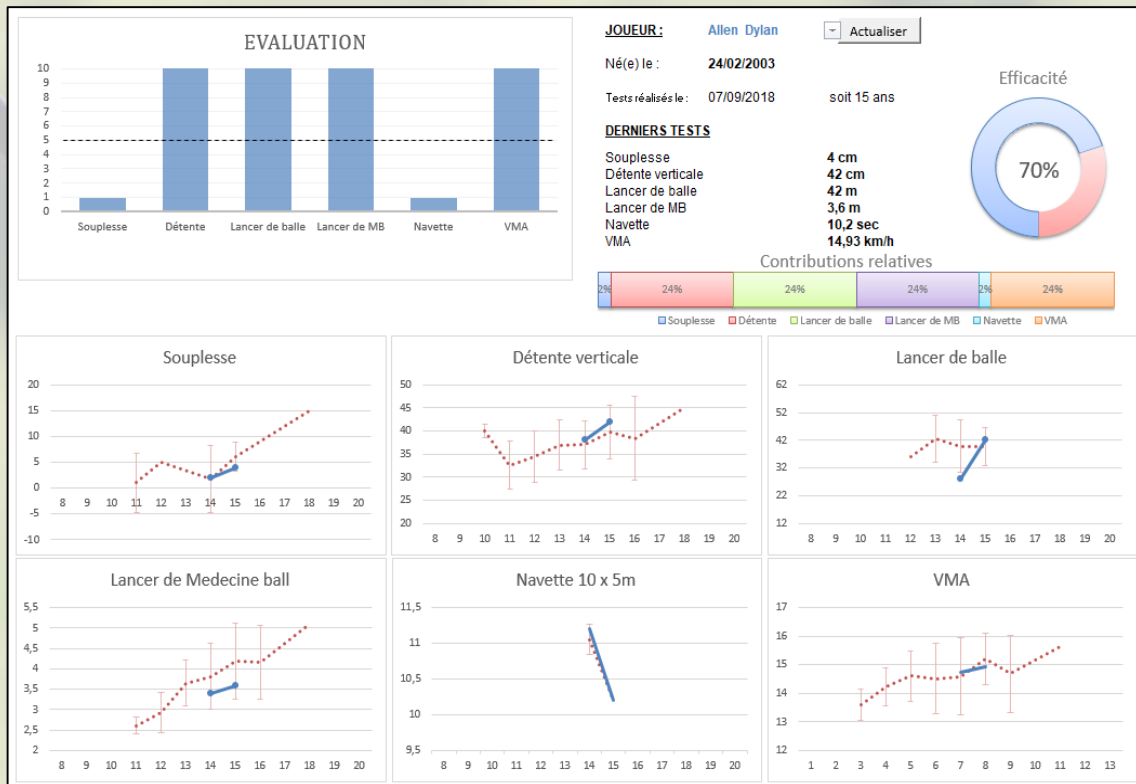 EVALUATION
10
9
8
7
6
5
4
3
2
1
0
Souplesse Détente Lancer de balle Lancer de MB Navette VMA
JOUEUR : Allen Dylan Actualiser
Né(e) le : 24/02/2003
Tests réalisés le : 07/09/2018 soit 15 ans
DERNIERS TESTS
Souplesse 4 cm
Détente verticale 42 cm
Lancer de balle 42 m
Lancer de MB 3,6 m
Navette 10,2 sec
VMA 14,93 km/h
Efficacité
70%
Contributions relatives
2% 24% 24% 24% 2% 24%
Souplesse Détente Lancer de balle Lancer de MB Navette VMA
Souplesse
20
15
10
5
0
-5
-10
8 9 10 11 12 13 14 15 16 17 18 19 20
Détente verticale
50
45
40
35
30
25
20
8 9 10 11 12 13 14 15 16 17 18 19 20
Lancer de balle
62
52
42
32
22
12
8 9 10 11 12 13 14 15 16 17 18 19 20
Lancer de Medecine ball
5,5
5
4,5
4
3,5
3
2,5
2
8 9 10 11 12 13 14 15 16 17 18 19 20
Navette 10 x 5m
11,5
11
10,5
10
9,5
8 9 10 11 12 13 14 15 16 17 18 19 20
VMA
17
16
15
14
13
12
1 2 3 4 5 6 7 8 9 10 11 12 13